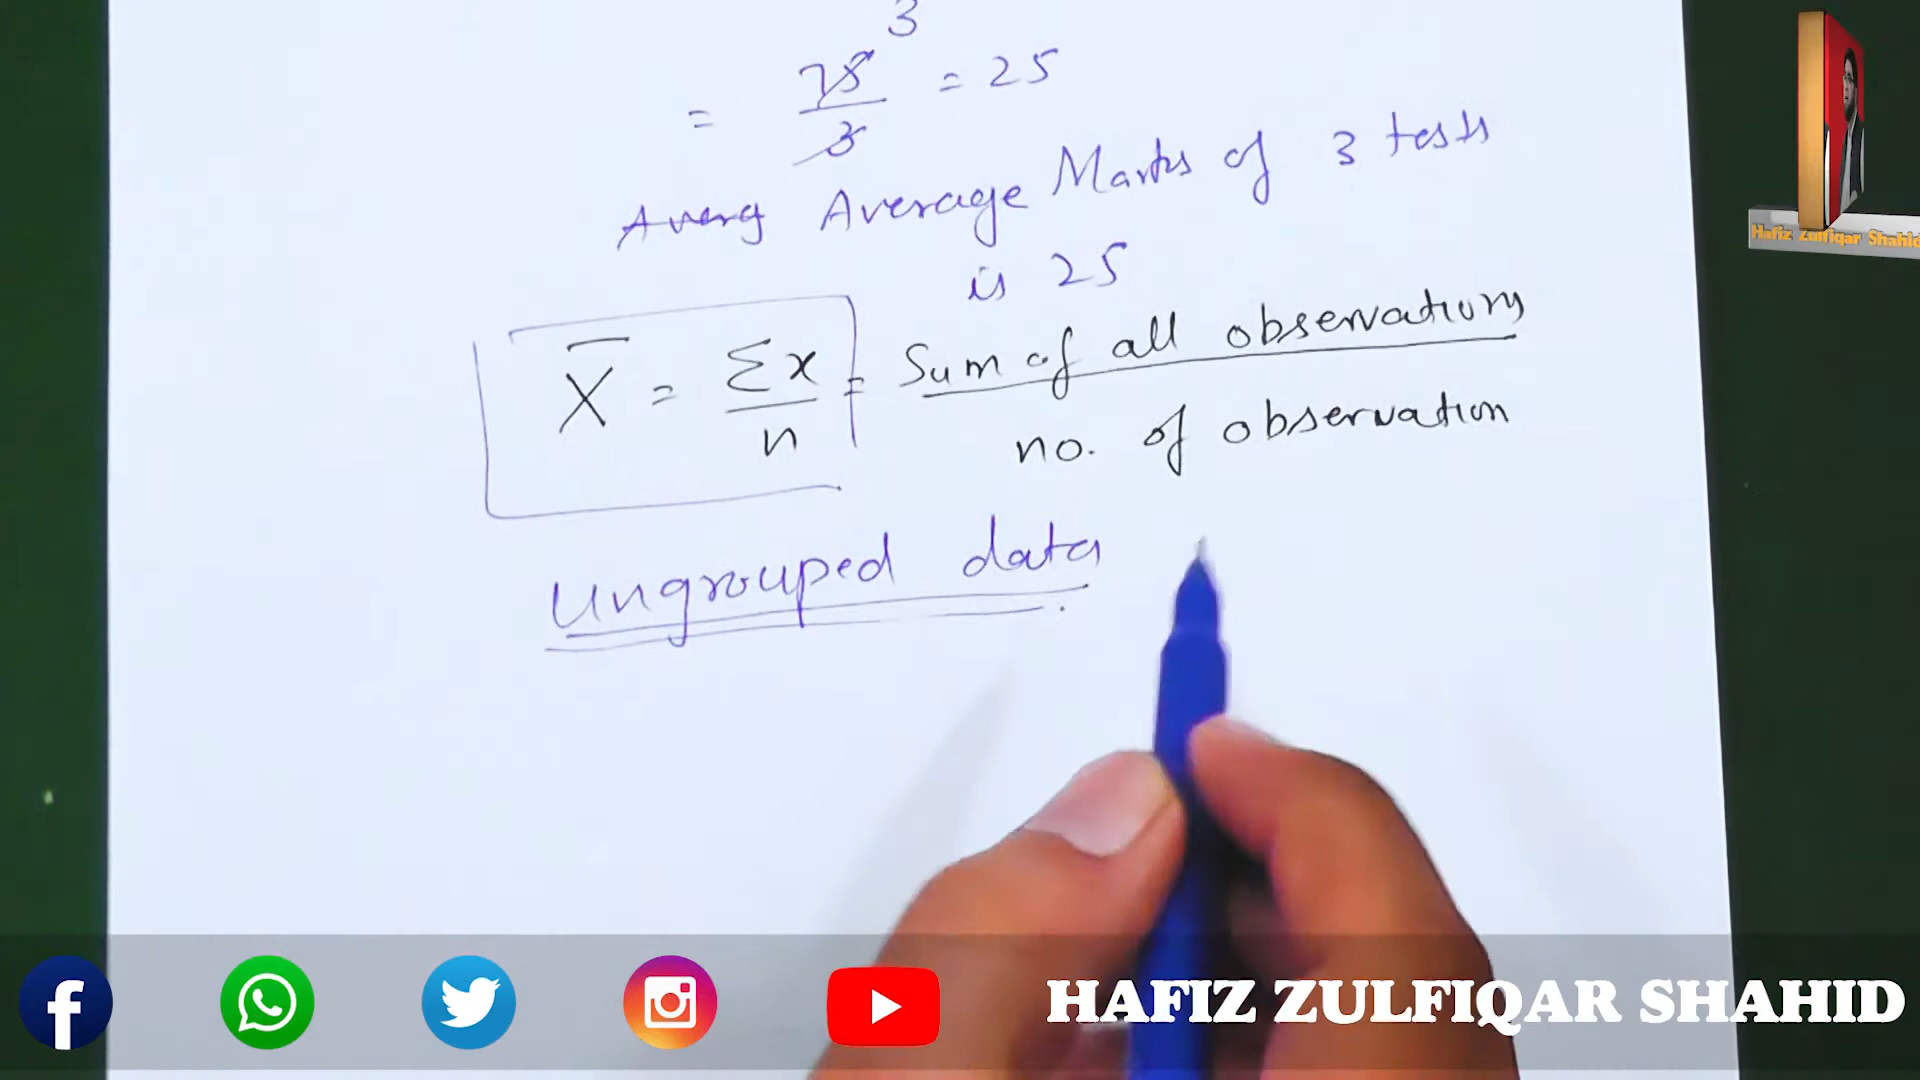 3
= 75/3 = 25
Averg Average Marks of 3 tests
is 25
X̄ = Σx/n = Sum of all observations / no. of observation
Ungrouped data
Hafiz Zulfiqar Shahid
HAFIZ ZULFIQAR SHAHID